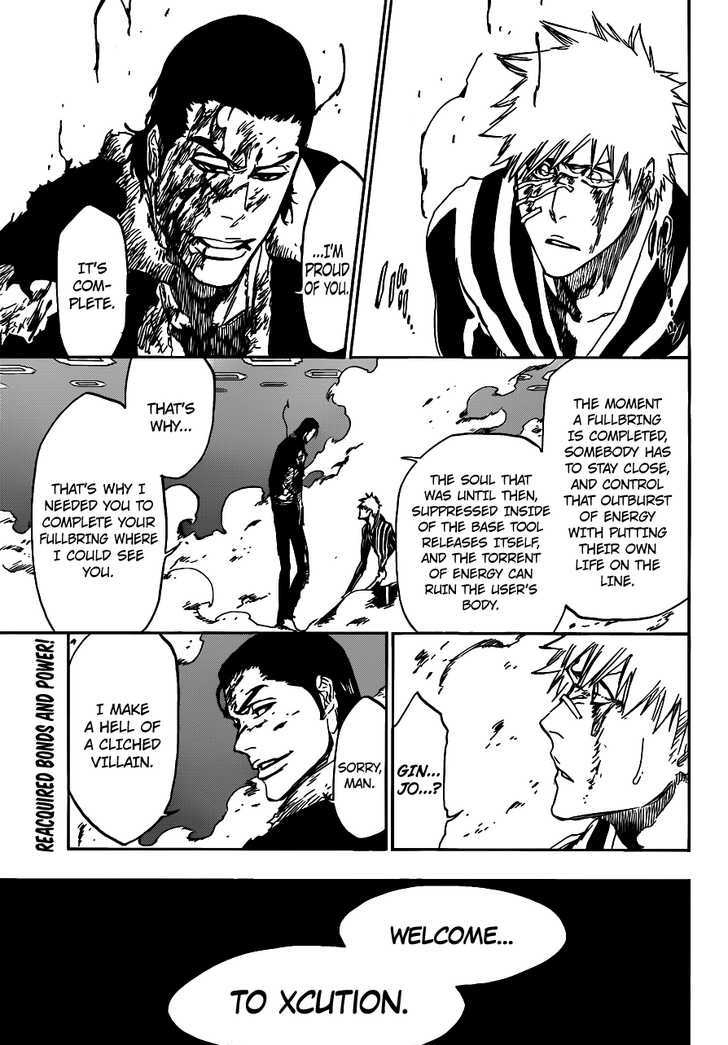 ...I'M
PROUD
OF YOU.
IT'S
COM-
PLETE.
THE MOMENT
A FULLBRING
IS COMPLETED,
SOMEBODY HAS
TO STAY CLOSE,
AND CONTROL
THAT OUTBURST
OF ENERGY
WITH PUTTING
THEIR OWN
LIFE ON THE
LINE.
THE SOUL THAT
WAS UNTIL THEN,
SUPPRESSED INSIDE
OF THE BASE TOOL
RELEASES ITSELF,
AND THE TORRENT
OF ENERGY CAN
RUIN THE USER'S
BODY.
THAT'S
WHY...
THAT'S WHY I
NEEDED YOU TO
COMPLETE YOUR
FULLBRING WHERE
I COULD SEE
YOU.
GIN...
JO...?
SORRY,
MAN.
I MAKE
A HELL OF
A CLICHED
VILLAIN.
REACQUIRED BONDS AND POWER!
WELCOME...
TO XCUTION.